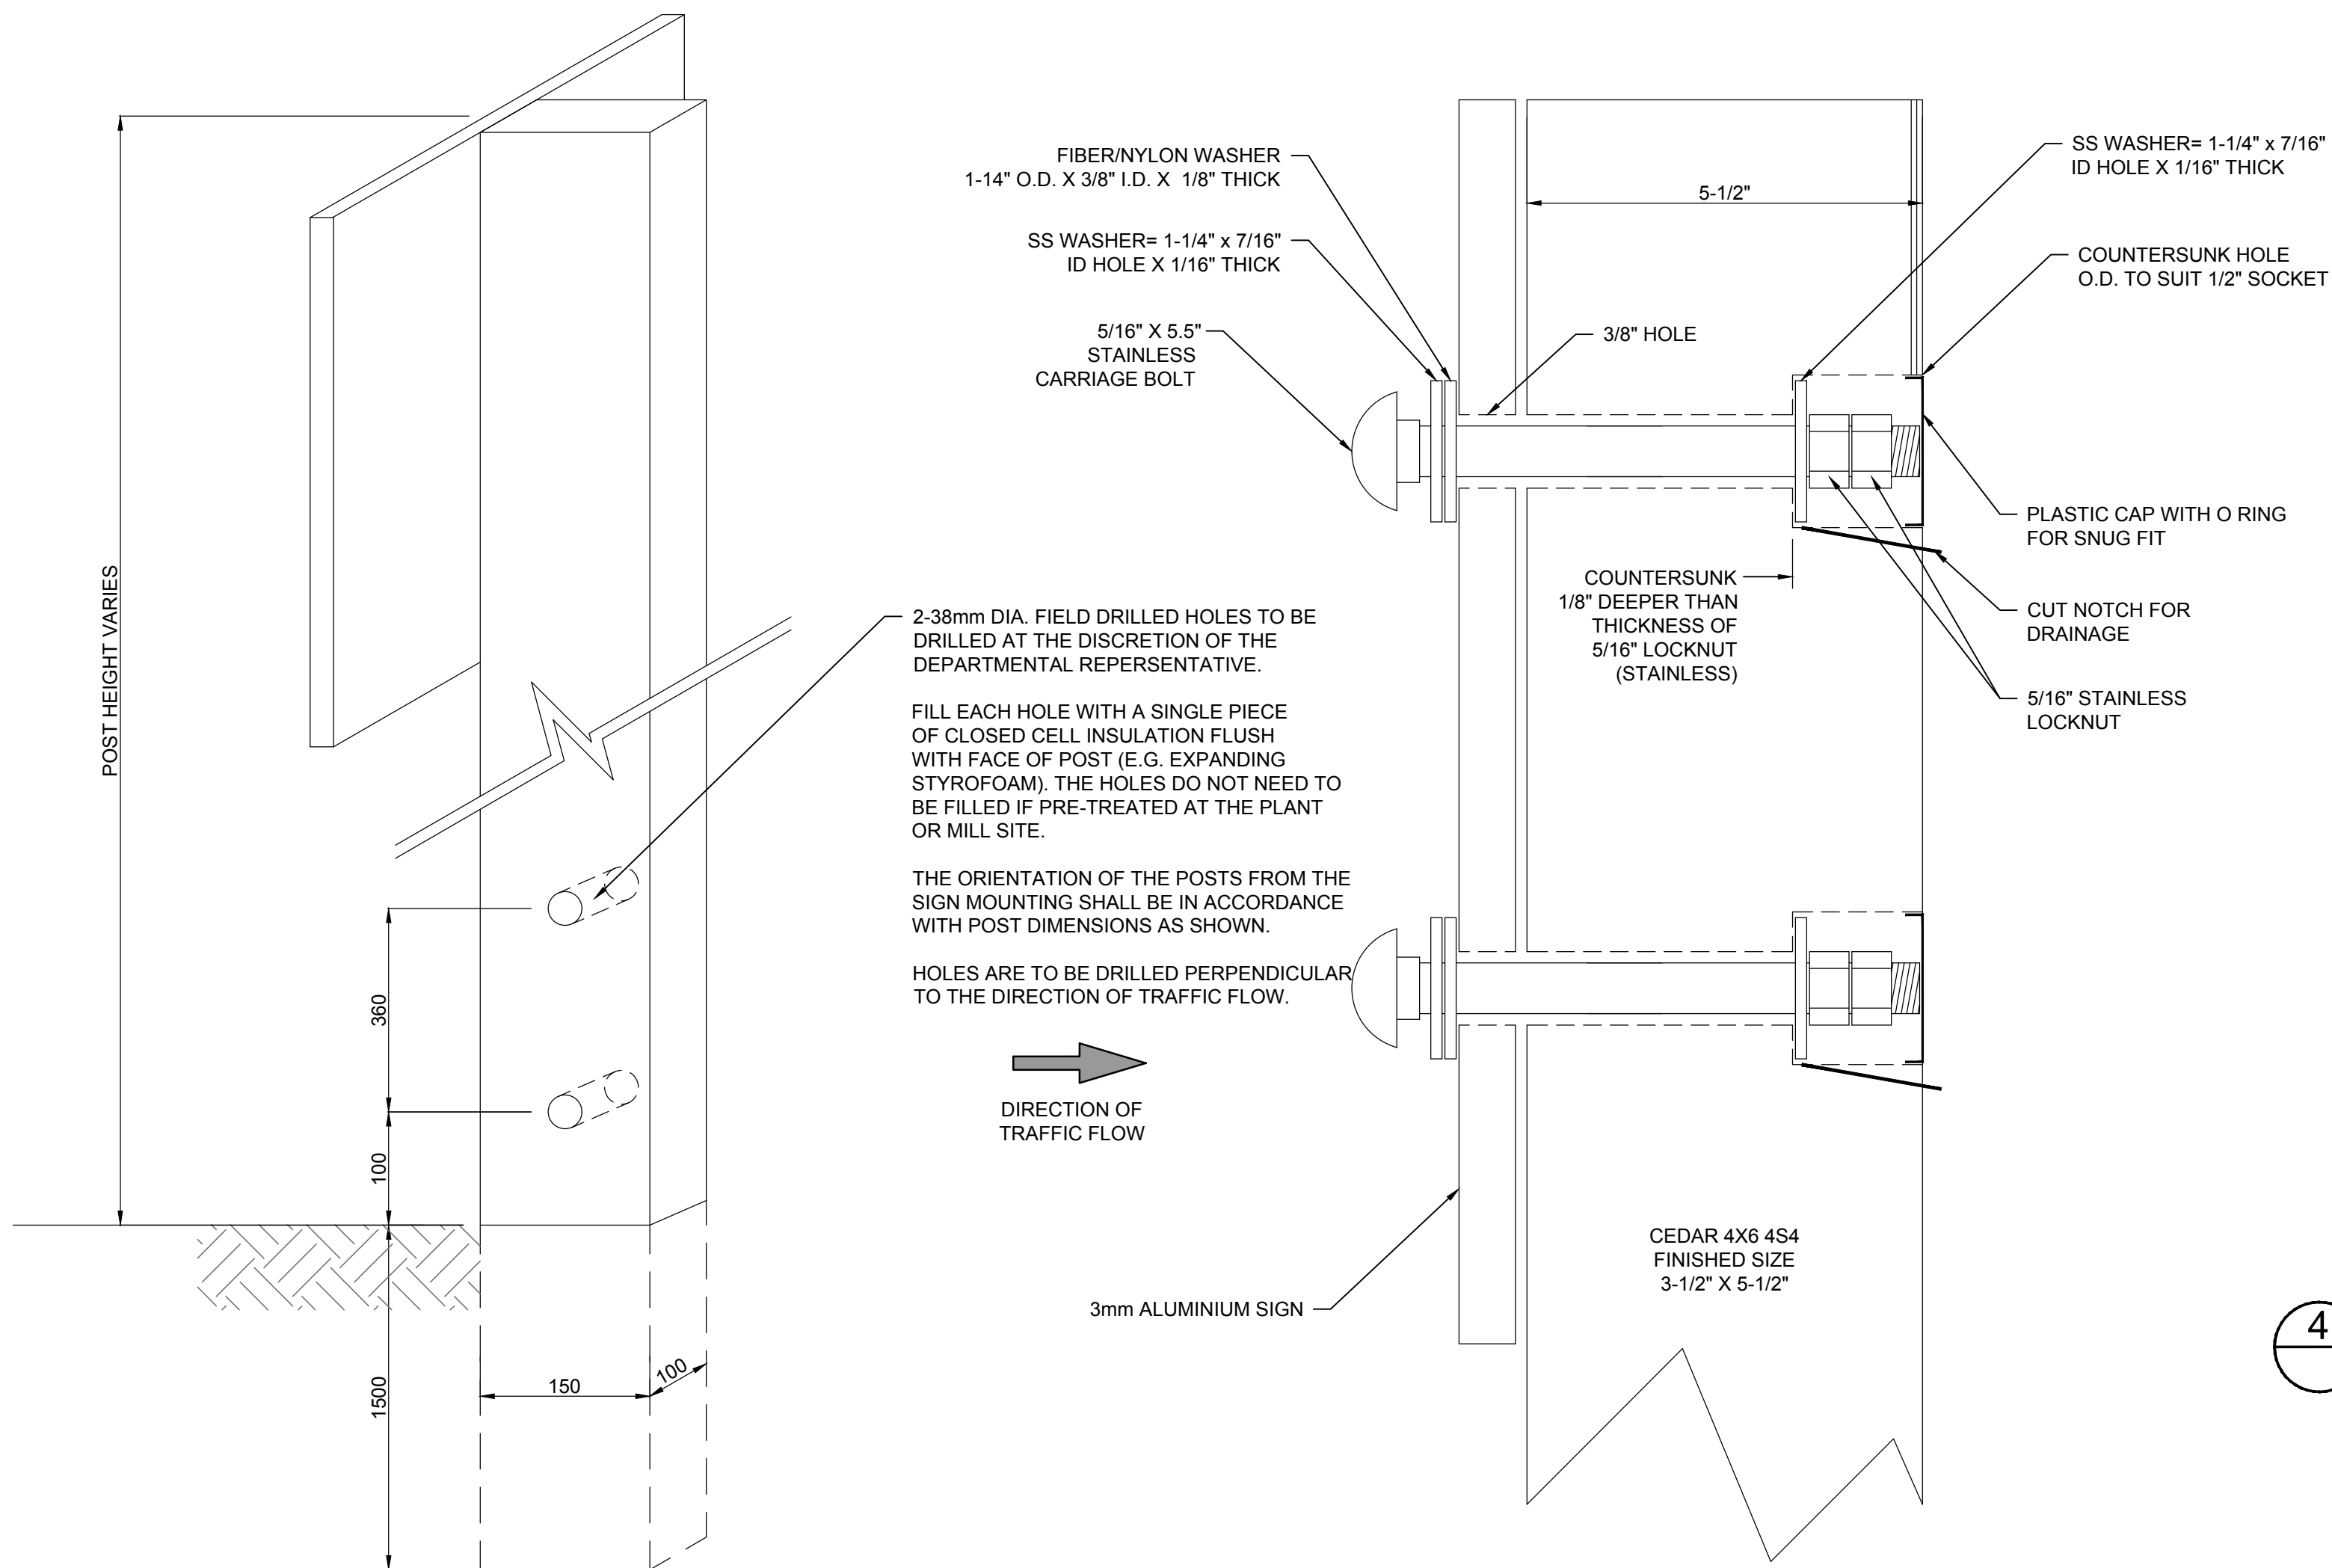 POST HEIGHT VARIES
360
100
1500
150
100
2-38mm DIA. FIELD DRILLED HOLES TO BE
DRILLED AT THE DISCRETION OF THE
DEPARTMENTAL REPERSENTATIVE.
FILL EACH HOLE WITH A SINGLE PIECE
OF CLOSED CELL INSULATION FLUSH
WITH FACE OF POST (E.G. EXPANDING
STYROFOAM). THE HOLES DO NOT NEED TO
BE FILLED IF PRE-TREATED AT THE PLANT
OR MILL SITE.
THE ORIENTATION OF THE POSTS FROM THE
SIGN MOUNTING SHALL BE IN ACCORDANCE
WITH POST DIMENSIONS AS SHOWN.
HOLES ARE TO BE DRILLED PERPENDICULAR
TO THE DIRECTION OF TRAFFIC FLOW.
DIRECTION OF
TRAFFIC FLOW
FIBER/NYLON WASHER
1-14" O.D. X 3/8" I.D. X 1/8" THICK
SS WASHER= 1-1/4" x 7/16"
ID HOLE X 1/16" THICK
5/16" X 5.5"
STAINLESS
CARRIAGE BOLT
5-1/2"
3/8" HOLE
SS WASHER= 1-1/4" x 7/16"
ID HOLE X 1/16" THICK
COUNTERSUNK HOLE
O.D. TO SUIT 1/2" SOCKET
PLASTIC CAP WITH O RING
FOR SNUG FIT
COUNTERSUNK
1/8" DEEPER THAN
THICKNESS OF
5/16" LOCKNUT
(STAINLESS)
CUT NOTCH FOR
DRAINAGE
5/16" STAINLESS
LOCKNUT
3mm ALUMINIUM SIGN
CEDAR 4X6 4S4
FINISHED SIZE
3-1/2" X 5-1/2"
4